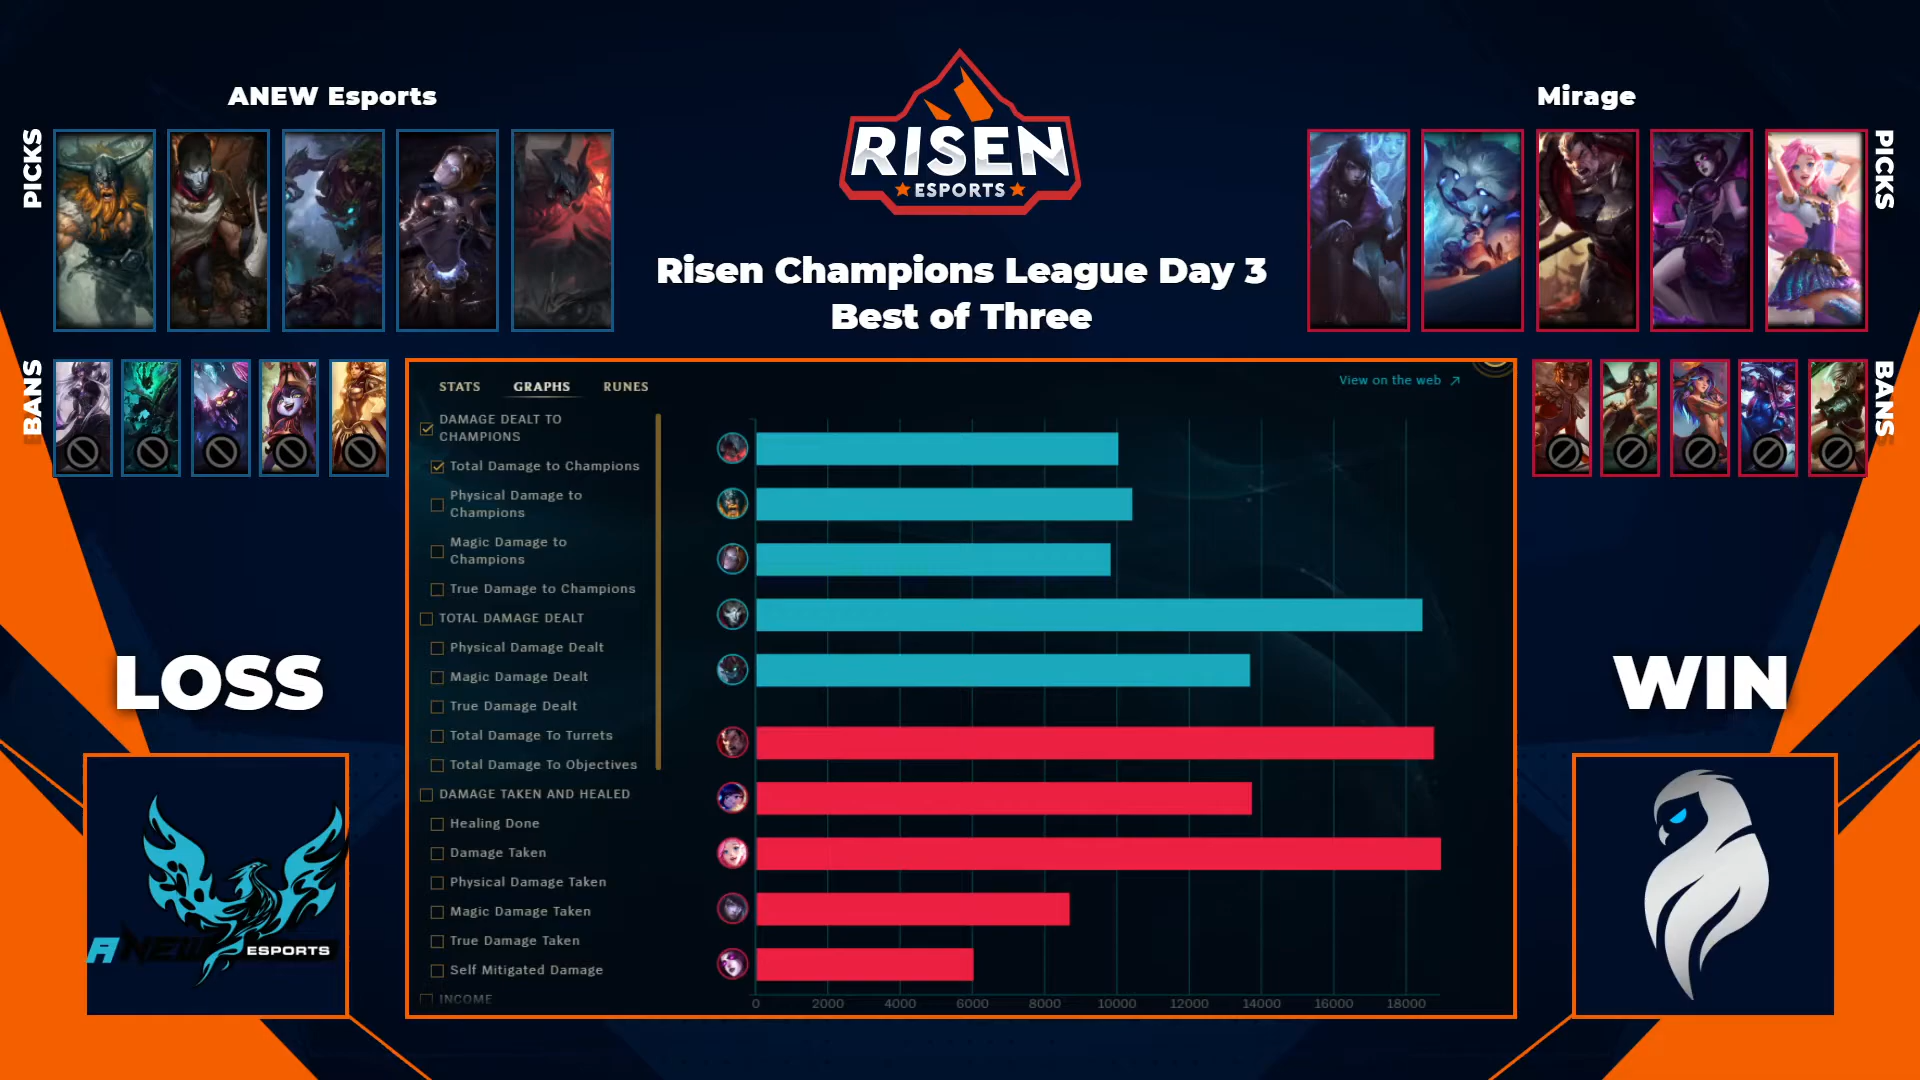 ANEW Esports
Mirage
PICKS
PICKS
RISEN
ESPORTS
Risen Champions League Day 3
Best of Three
BANS
BANS
STATS GRAPHS RUNES
View on the web
DAMAGE DEALT TO
CHAMPIONS
Total Damage to Champions
Physical Damage to
Champions
Magic Damage to
Champions
True Damage to Champions
TOTAL DAMAGE DEALT
Physical Damage Dealt
Magic Damage Dealt
True Damage Dealt
Total Damage To Turrets
Total Damage To Objectives
DAMAGE TAKEN AND HEALED
Healing Done
Damage Taken
Physical Damage Taken
Magic Damage Taken
True Damage Taken
Self Mitigated Damage
INCOME
0 2000 4000 6000 8000 10000 12000 14000 16000 18000
LOSS
WIN
ANEW
ESPORTS